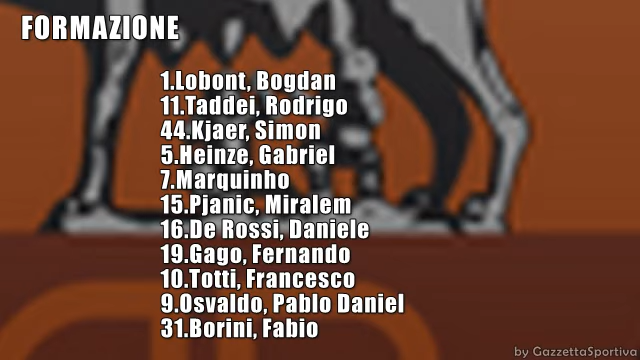 FORMAZIONE
1.Lobont, Bogdan
11.Taddei, Rodrigo
44.Kjaer, Simon
5.Heinze, Gabriel
7.Marquinho
15.Pjanic, Miralem
16.De Rossi, Daniele
19.Gago, Fernando
10.Totti, Francesco
9.Osvaldo, Pablo Daniel
31.Borini, Fabio
by GazzettaSportiva